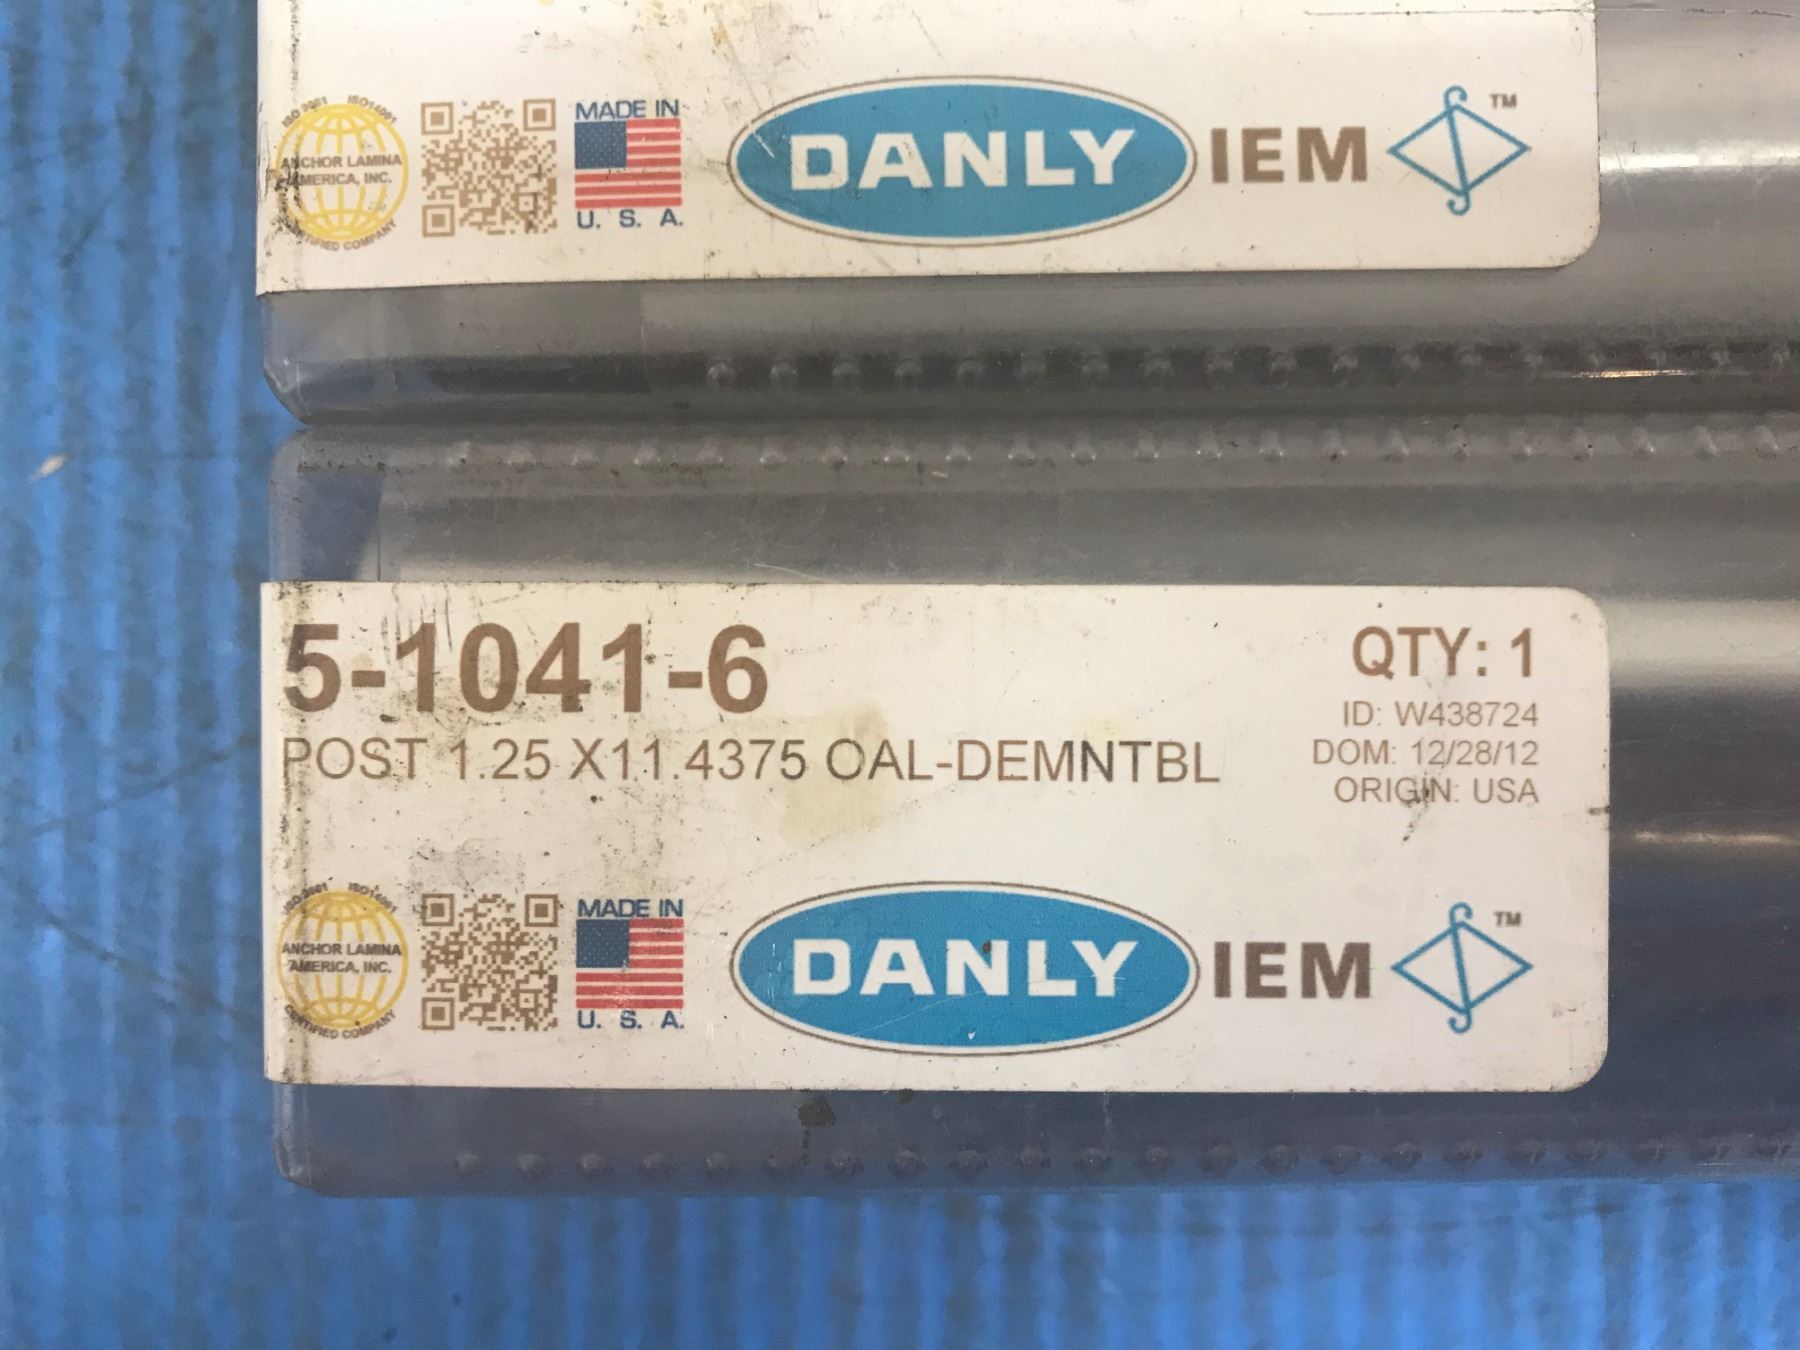 ISO 9001 ISO14001
ANCHOR LAMINA
AMERICA, INC.
CERTIFIED COMPANY
MADE IN
U. S. A.
DANLY IEM TM
5-1041-6
QTY: 1
POST 1.25 X11.4375 OAL-DEMNTBL
ID: W438724
DOM: 12/28/12
ORIGIN: USA
ISO 9001 ISO14001
ANCHOR LAMINA
AMERICA, INC.
CERTIFIED COMPANY
MADE IN
U. S. A.
DANLY IEM TM